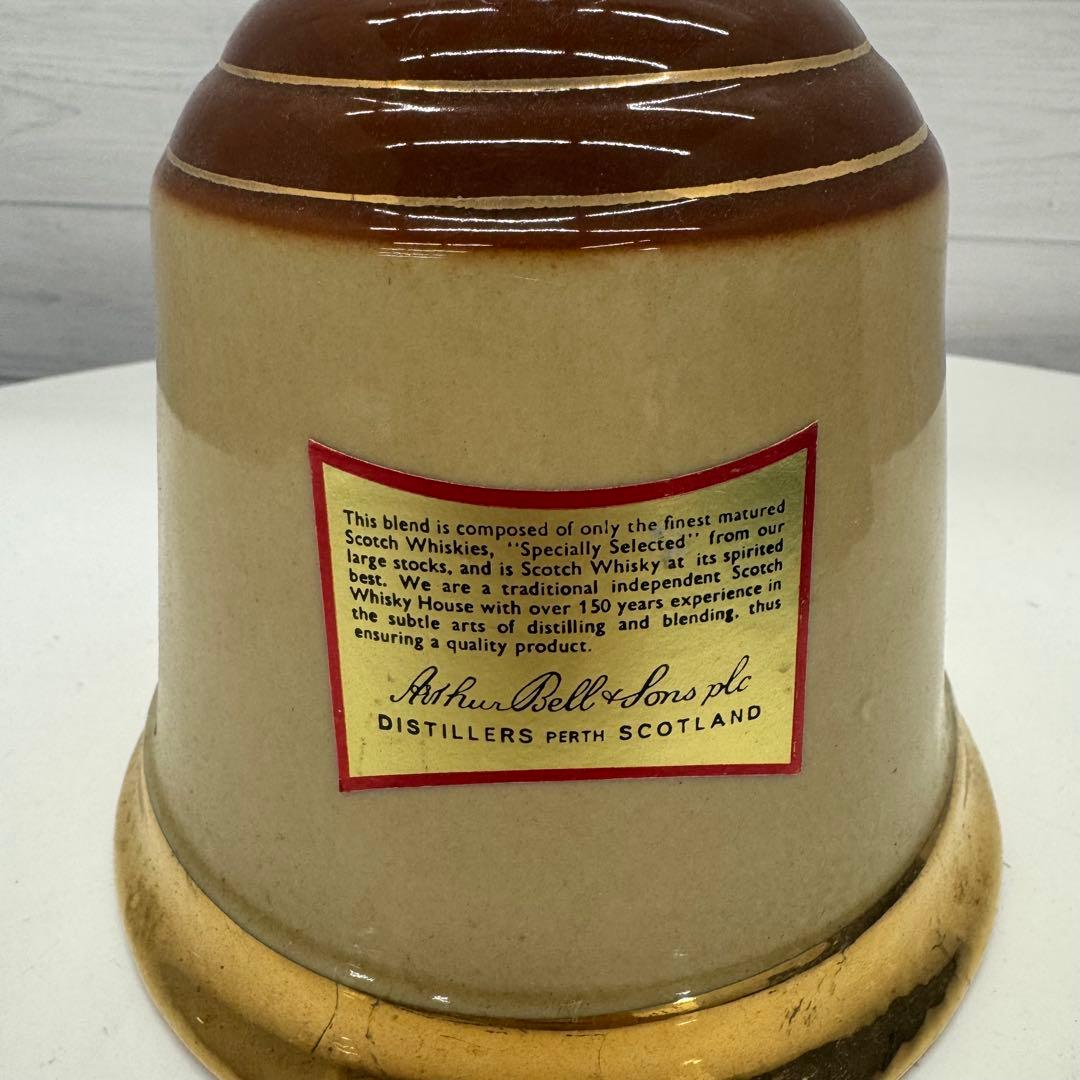 This blend is composed of only the finest matured
Scotch Whiskies, "Specially Selected" from our
large stocks, and is Scotch Whisky at its spirited
best. We are a traditional independent Scotch
Whisky House with over 150 years experience in
the subtle arts of distilling and blending, thus
ensuring a quality product.
Arthur Bell & Sons plc
DISTILLERS PERTH SCOTLAND